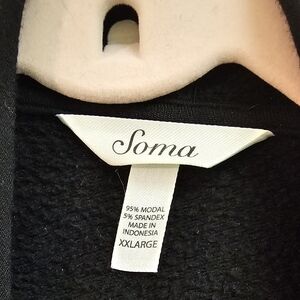 Soma
95% MODAL
5% SPANDEX
MADE IN
INDONESIA
XXLARGE